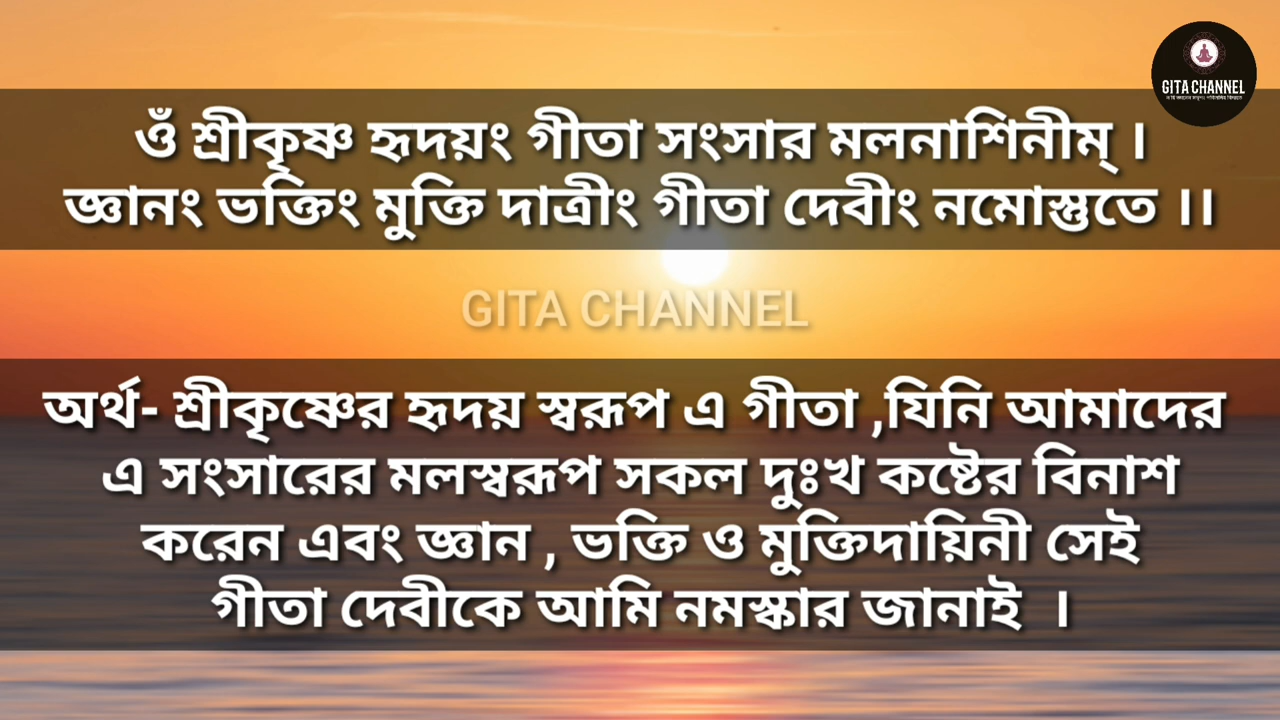 GITA CHANNEL
ওঁ শ্রীকৃষ্ণ হৃদয়ং গীতা সংসার মলনাশিনীম্ ।
জ্ঞানং ভক্তিং মুক্তি দাত্রীং গীতা দেবীং নমোস্তুতে ।।
GITA CHANNEL
অর্থ- শ্রীকৃষ্ণের হৃদয় স্বরূপ এ গীতা ,যিনি আমাদের
এ সংসারের মলস্বরূপ সকল দুঃখ কষ্টের বিনাশ
করেন এবং জ্ঞান , ভক্তি ও মুক্তিদায়িনী সেই
গীতা দেবীকে আমি নমস্কার জানাই ।